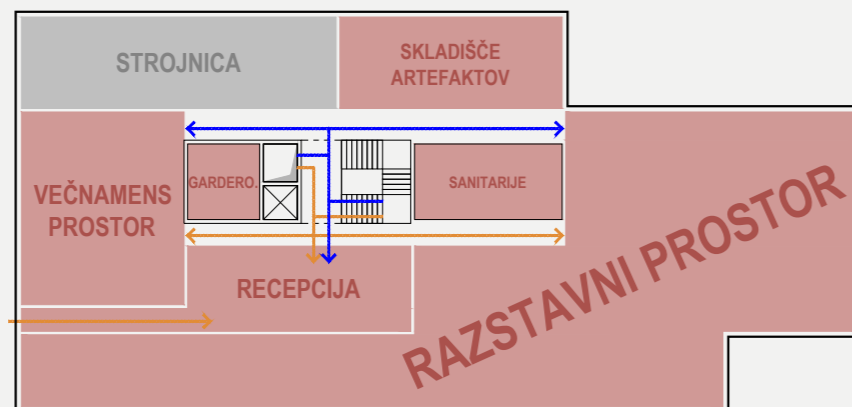 STROJNICA
SKLADIŠČE
ARTEFAKTOV
VEČNAMENS
PROSTOR
GARDERO.
SANITARIJE
RECEPCIJA
RAZSTAVNI PROSTOR